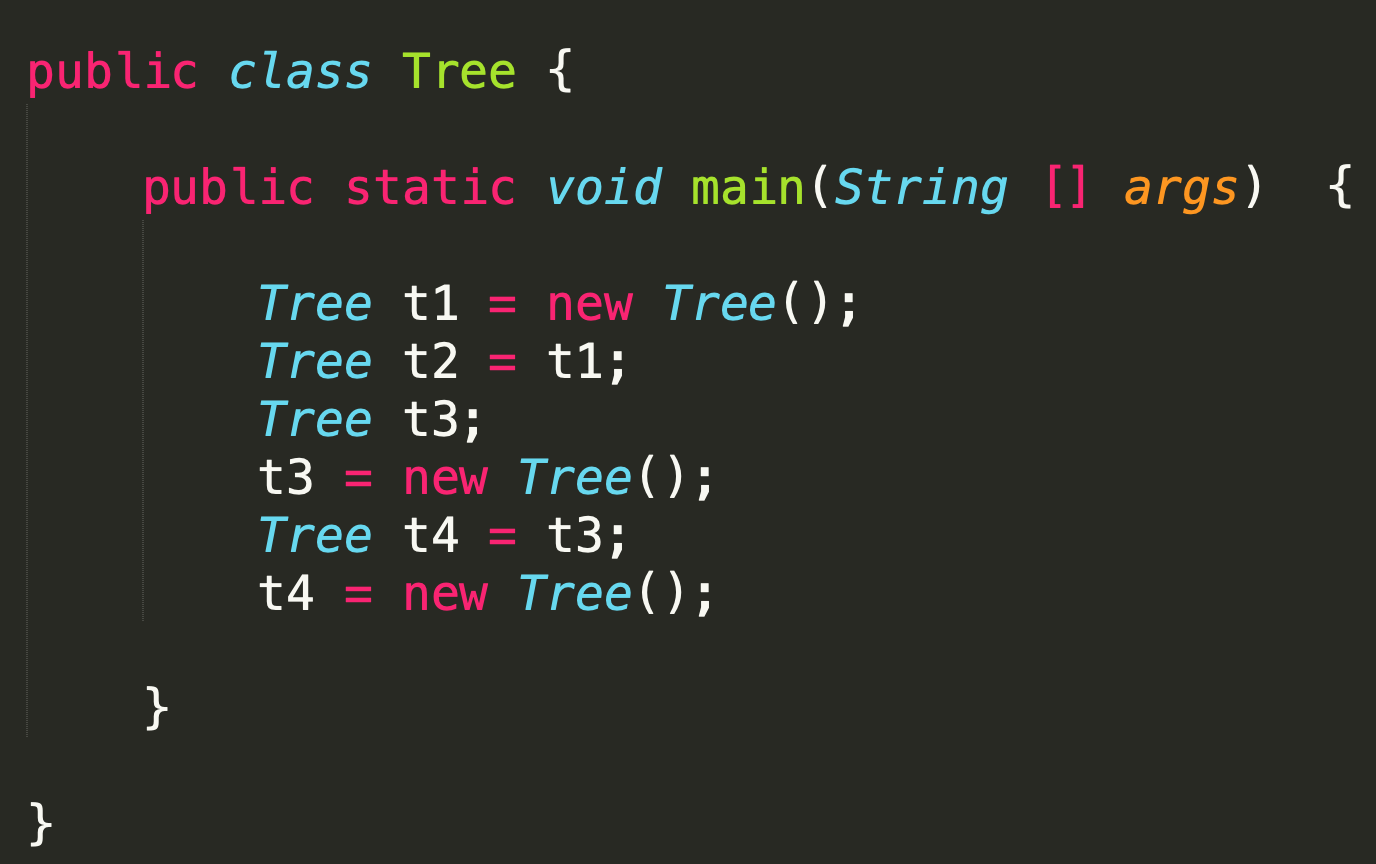 public class Tree {
public static void main(String [] args)  {
Tree t1 = new Tree();
Tree t2 = t1;
Tree t3;
t3 = new Tree();
Tree t4 = t3;
t4 = new Tree();
}
}